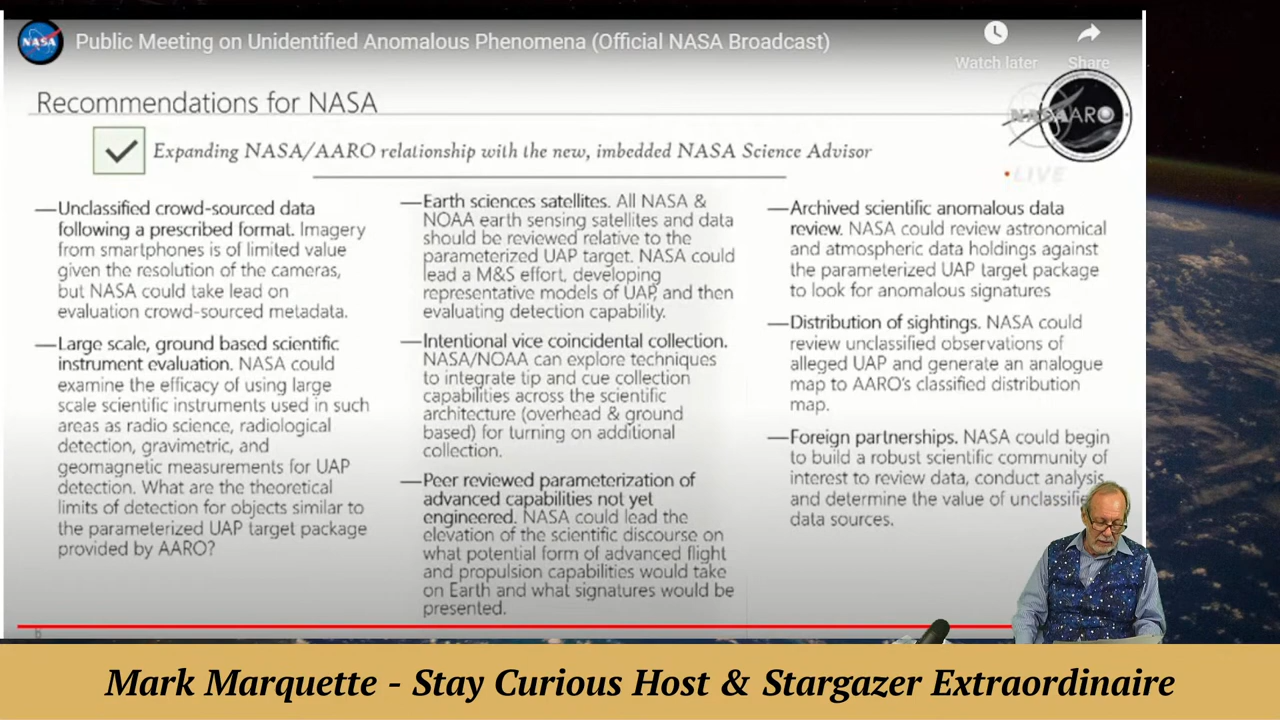 NASA
Public Meeting on Unidentified Anomalous Phenomena (Official NASA Broadcast)
Watch later
Share
Recommendations for NASA
NASA
AARO
LIVE
Expanding NASA/AARO relationship with the new, imbedded NASA Science Advisor
—Unclassified crowd-sourced data
following a prescribed format. Imagery
from smartphones is of limited value
given the resolution of the cameras,
but NASA could take lead on
evaluation crowd-sourced metadata.
—Large scale, ground based scientific
instrument evaluation. NASA could
examine the efficacy of using large
scale scientific instruments used in such
areas as radio science, radiological
detection, gravimetric, and
geomagnetic measurements for UAP
detection. What are the theoretical
limits of detection for objects similar to
the parameterized UAP target package
provided by AARO?
—Earth sciences satellites. All NASA &
NOAA earth sensing satellites and data
should be reviewed relative to the
parameterized UAP target. NASA could
lead a M&S effort, developing
representative models of UAP, and then
evaluating detection capability.
—Intentional vice coincidental collection.
NASA/NOAA can explore techniques
to integrate tip and cue collection
capabilities across the scientific
architecture (overhead & ground
based) for turning on additional
collection.
—Peer reviewed parameterization of
advanced capabilities not yet
engineered. NASA could lead the
elevation of the scientific discourse on
what potential form of advanced flight
and propulsion capabilities would take
on Earth and what signatures would be
presented.
—Archived scientific anomalous data
review. NASA could review astronomical
and atmospheric data holdings against
the parameterized UAP target package
to look for anomalous signatures
—Distribution of sightings. NASA could
review unclassified observations of
alleged UAP and generate an analogue
map to AARO's classified distribution
map.
—Foreign partnerships. NASA could begin
to build a robust scientific community of
interest to review data, conduct analysis,
and determine the value of unclassifie
data sources.
6
Mark Marquette - Stay Curious Host & Stargazer Extraordinaire